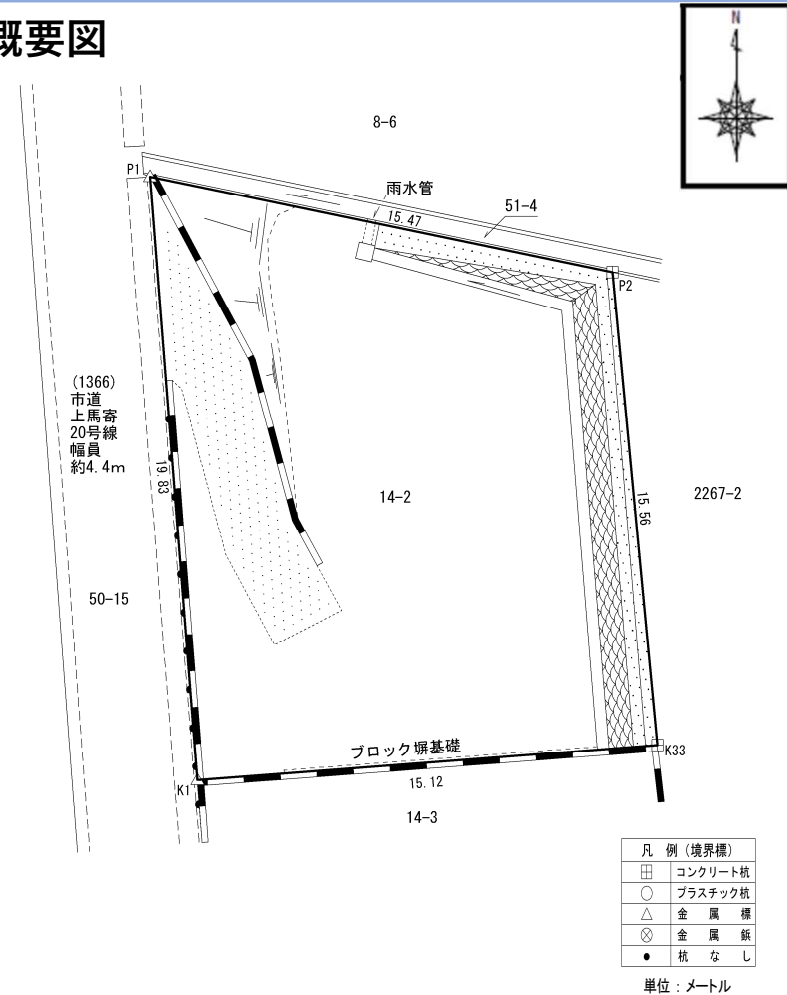 概要図
N
8-6
P1
雨水管
15.47
51-4
P2
(1366)
市道
上馬寄
20号線
幅員
約4.4m
19.83
14-2
15.56
2267-2
50-15
ブロック塀基礎
K33
K1
15.12
14-3
凡 例 (境界標)
コンクリート杭
プラスチック杭
金 属 標
金 属 鋲
杭 な し
単位：メートル